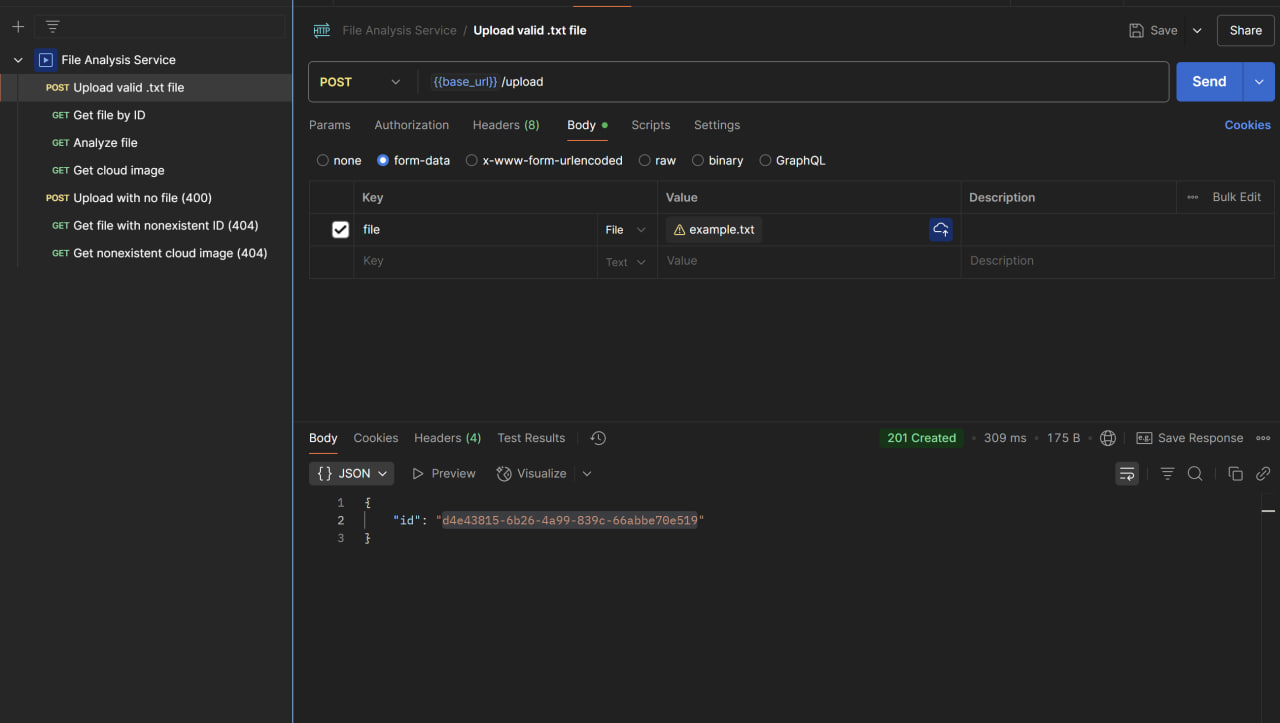 HTTP File Analysis Service / Upload valid .txt file Save Share
File Analysis Service
POST Upload valid .txt file
GET Get file by ID
GET Analyze file
GET Get cloud image
POST Upload with no file (400)
GET Get file with nonexistent ID (404)
GET Get nonexistent cloud image (404)
POST {{base_url}} /upload Send
Params Authorization Headers (8) Body Scripts Settings Cookies
none form-data x-www-form-urlencoded raw binary GraphQL
Key Value Description Bulk Edit
file File example.txt
Key Text Value Description
Body Cookies Headers (4) Test Results 201 Created 309 ms 175 B e.g. Save Response
{} JSON Preview Visualize
1 {
2 "id": "d4e43815-6b26-4a99-839c-66abbe70e519"
3 }